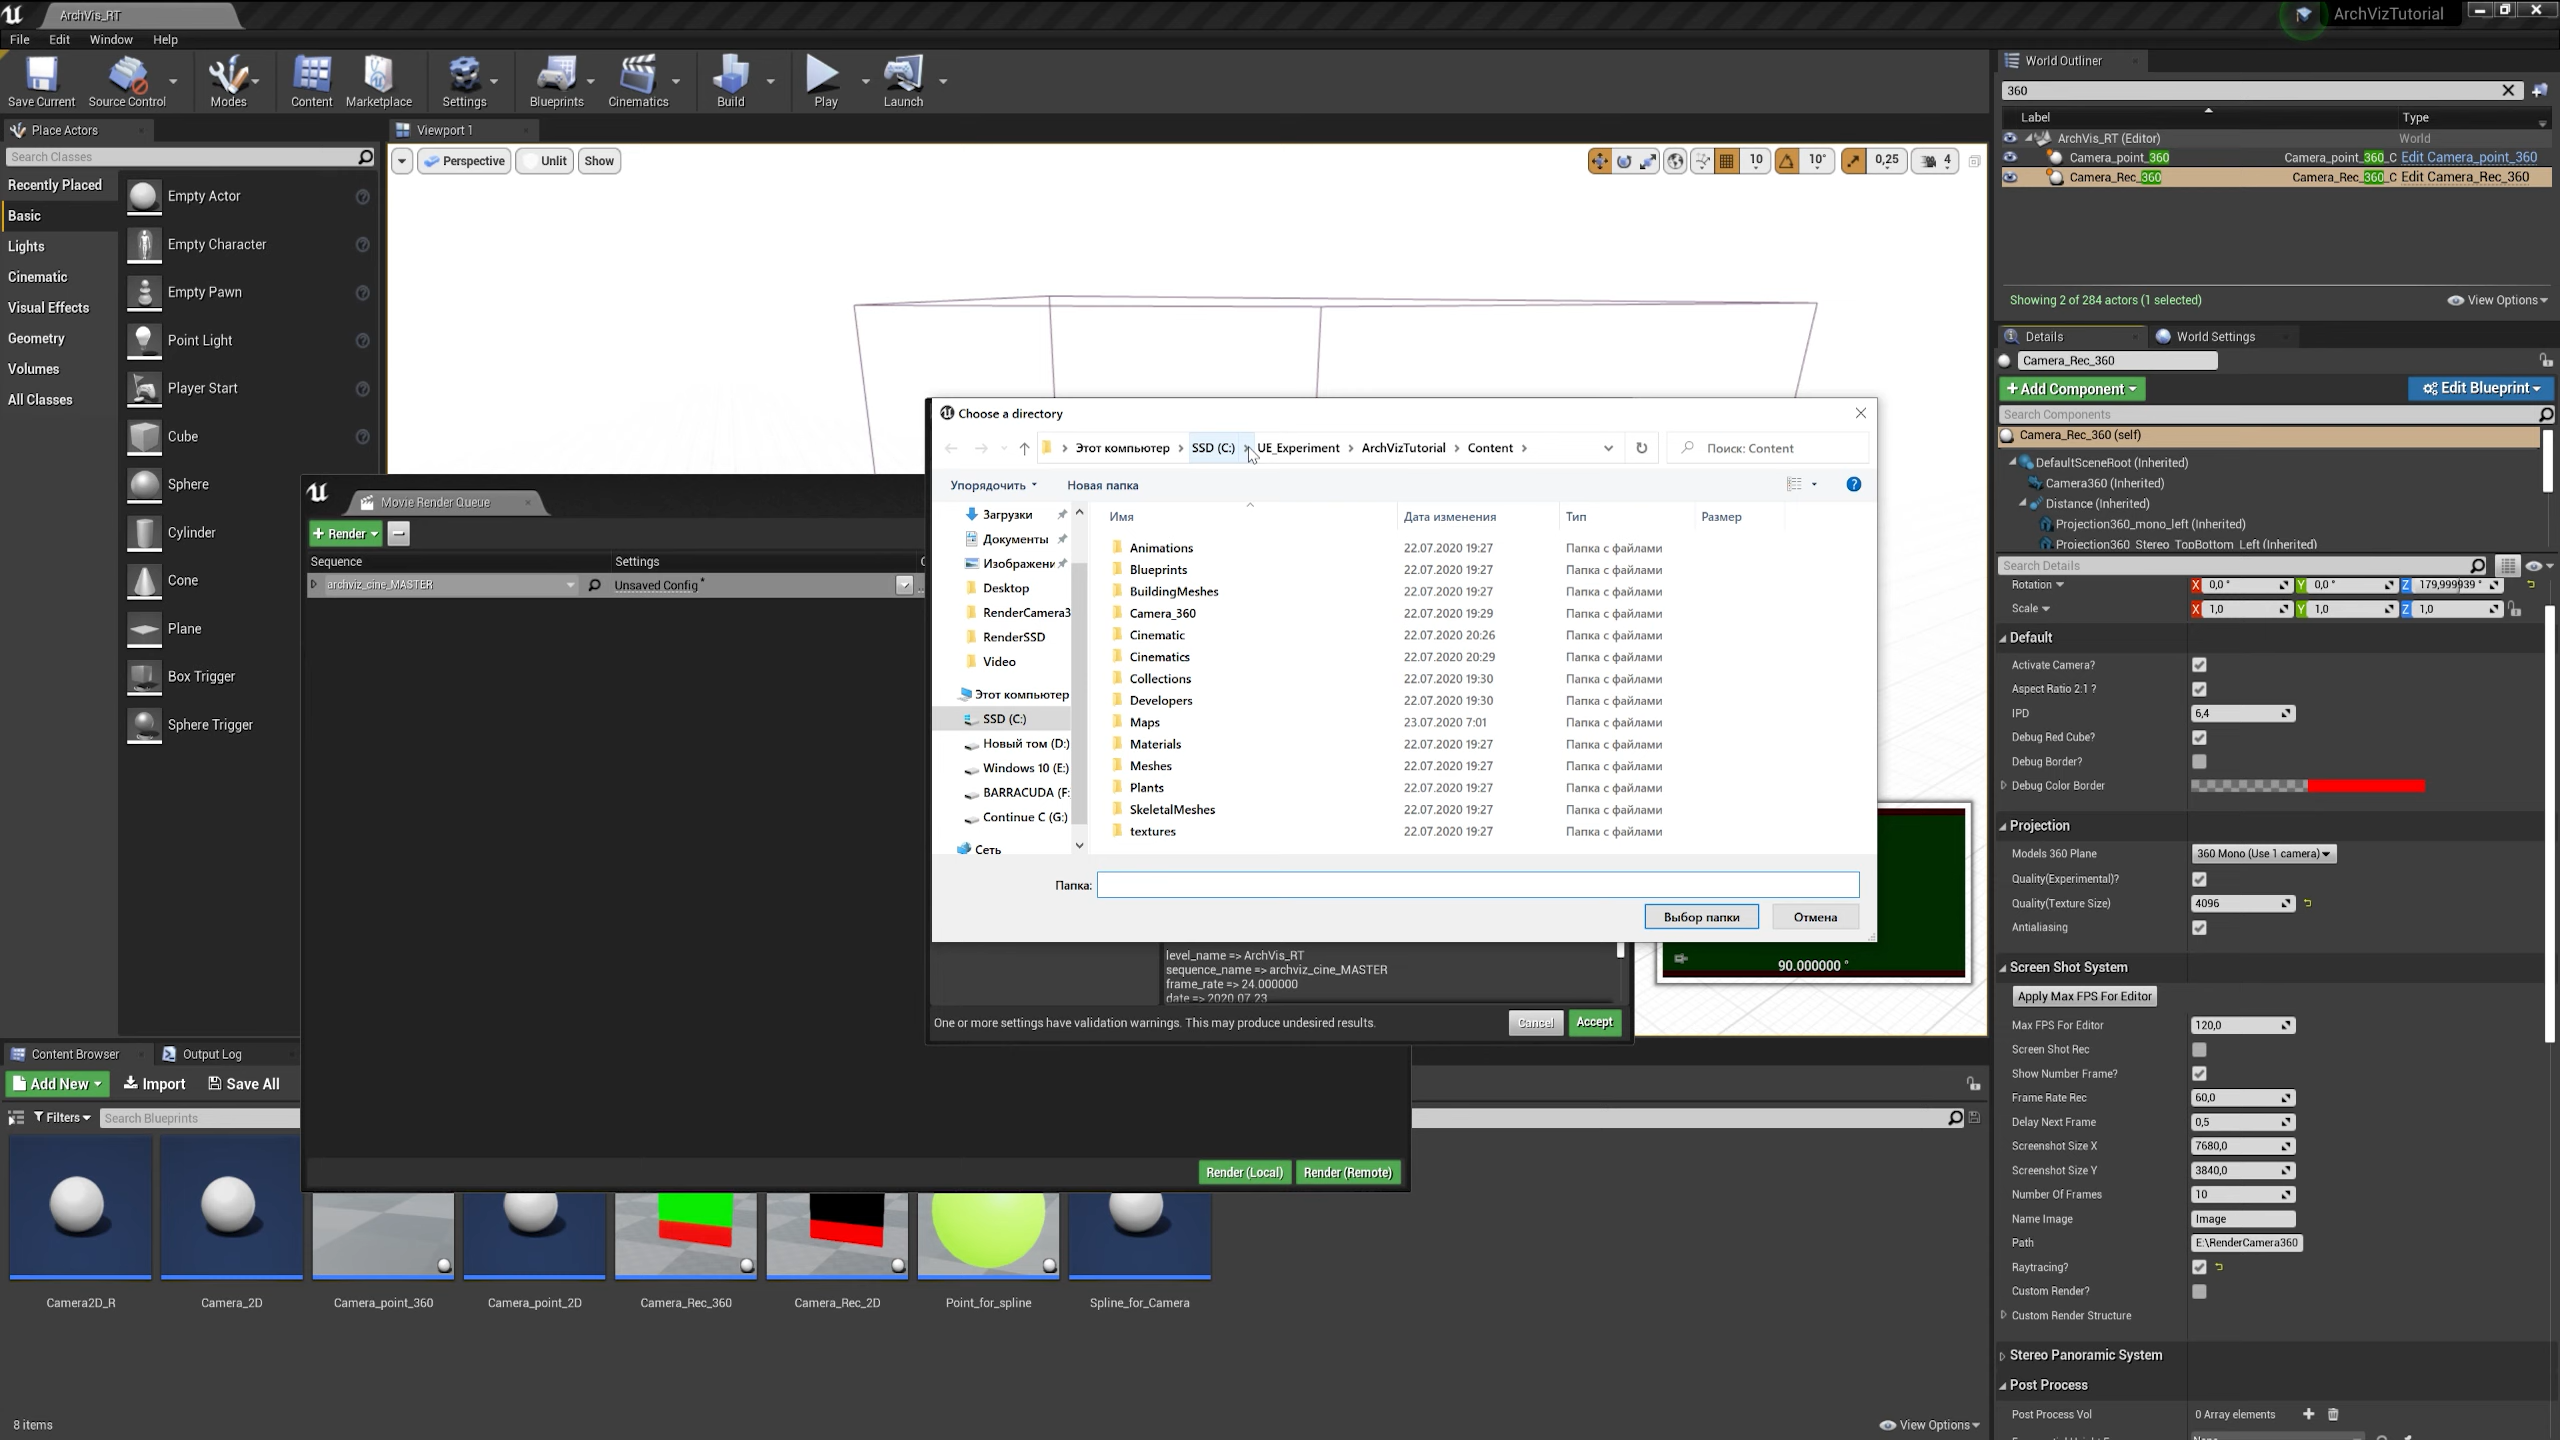 ArchVis_RT
ArchVizTutorial
File Edit Window Help
Save Current Source Control Modes Content Marketplace Settings Blueprints Cinematics Build Play Launch
Place Actors
Search Classes
Recently Placed
Basic
Lights
Cinematic
Visual Effects
Geometry
Volumes
All Classes
Empty Actor
Empty Character
Empty Pawn
Point Light
Player Start
Cube
Sphere
Cylinder
Cone
Plane
Box Trigger
Sphere Trigger
Viewport 1
Perspective Unlit Show
10 10° 0,25 4
World Outliner
360
Label Type
ArchVis_RT (Editor) World
Camera_point_360 Camera_point_360_C Edit Camera_point_360
Camera_Rec_360 Camera_Rec_360_C Edit Camera_Rec_360
Showing 2 of 284 actors (1 selected) View Options
Details World Settings
Camera_Rec_360
+Add Component Edit Blueprint
Search Components
Camera_Rec_360 (self)
DefaultSceneRoot (Inherited)
Camera360 (Inherited)
Distance (Inherited)
Projection360_mono_left (Inherited)
Projection360_Stereo_TopBottom_Left (Inherited)
Search Details
Rotation X 0,0 ° Y 0,0 ° Z 179,999939 °
Scale X 1,0 Y 1,0 Z 1,0
Default
Activate Camera?
Aspect Ratio 2:1 ?
IPD 6,4
Debug Red Cube?
Debug Border?
Debug Color Border
Projection
Models 360 Plane 360 Mono (Use 1 camera)
Quality(Experimental)?
Quality(Texture Size) 4096
Antialiasing
Screen Shot System
Apply Max FPS For Editor
Max FPS For Editor 120,0
Screen Shot Rec
Show Number Frame?
Frame Rate Rec 60,0
Delay Next Frame 0,5
Screenshot Size X 7680,0
Screenshot Size Y 3840,0
Number Of Frames 10
Name Image Image
Path E:\RenderCamera360
Raytracing?
Custom Render?
Custom Render Structure
Stereo Panoramic System
Post Process
Post Process Vol 0 Array elements
Movie Render Queue
+ Render
Sequence Settings
archviz_cine_MASTER Unsaved Config *
Render (Local) Render (Remote)
Choose a directory
Этот компьютер SSD (C:) UE_Experiment ArchVizTutorial Content
Поиск: Content
Упорядочить Новая папка
Загрузки
Документы
Изображени
Desktop
RenderCamera3
RenderSSD
Video
Этот компьютер
SSD (C:)
Новый том (D:)
Windows 10 (E:)
BARRACUDA (F:
Continue C (G:)
Сеть
Имя Дата изменения Тип Размер
Animations 22.07.2020 19:27 Папка с файлами
Blueprints 22.07.2020 19:27 Папка с файлами
BuildingMeshes 22.07.2020 19:27 Папка с файлами
Camera_360 22.07.2020 19:29 Папка с файлами
Cinematic 22.07.2020 20:26 Папка с файлами
Cinematics 22.07.2020 20:29 Папка с файлами
Collections 22.07.2020 19:30 Папка с файлами
Developers 22.07.2020 19:30 Папка с файлами
Maps 23.07.2020 7:01 Папка с файлами
Materials 22.07.2020 19:27 Папка с файлами
Meshes 22.07.2020 19:27 Папка с файлами
Plants 22.07.2020 19:27 Папка с файлами
SkeletalMeshes 22.07.2020 19:27 Папка с файлами
textures 22.07.2020 19:27 Папка с файлами
Папка:
Выбор папки Отмена
level_name => ArchVis_RT
sequence_name => archviz_cine_MASTER
frame_rate => 24.000000
date => 2020.07.23
One or more settings have validation warnings. This may produce undesired results. Cancel Accept
90.000000 °
Content Browser Output Log
Add New Import Save All
Filters Search Blueprints
Camera2D_R Camera_2D Camera_point_360 Camera_point_2D Camera_Rec_360 Camera_Rec_2D Point_for_spline Spline_for_Camera
8 items View Options